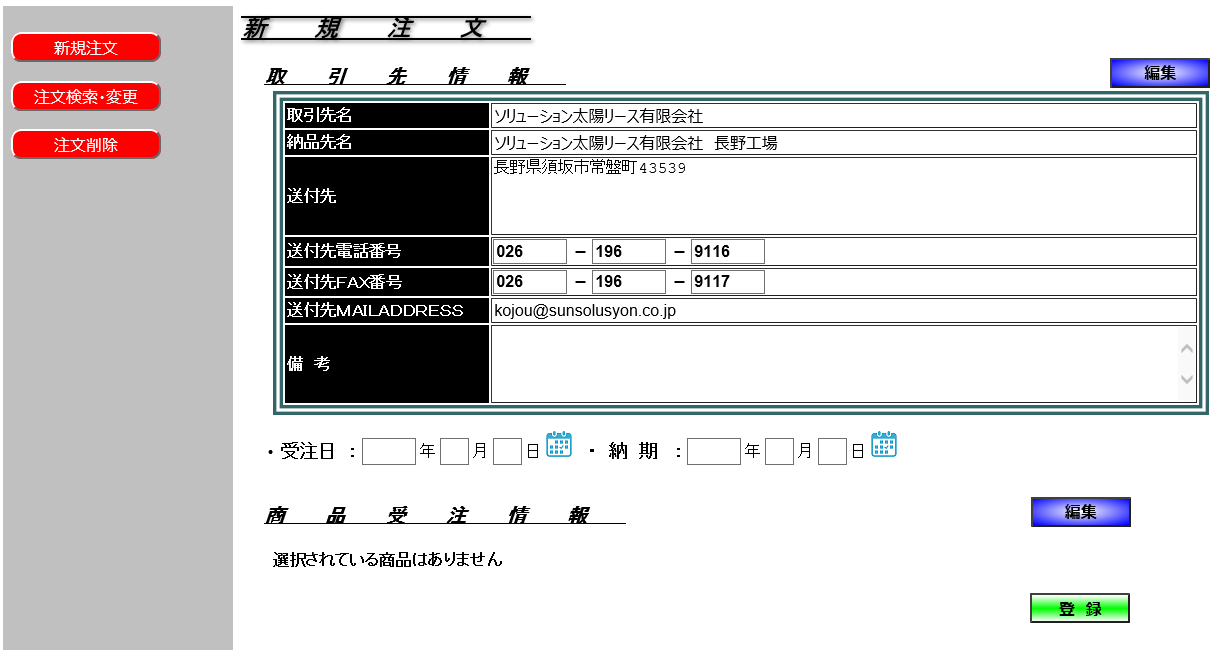 新規注文
注文検索・変更
注文削除
新規注文
取引先情報
編集
取引先名 ソリューション太陽リース有限会社
納品先名 ソリューション太陽リース有限会社 長野工場
送付先 長野県須坂市常盤町43539
送付先電話番号 026 － 196 － 9116
送付先FAX番号 026 － 196 － 9117
送付先MAILADDRESS kojou@sunsolusyon.co.jp
備 考
・受注日 ： 年 月 日 ・ 納 期 ： 年 月 日
商品受注情報
編集
選択されている商品はありません
登 録